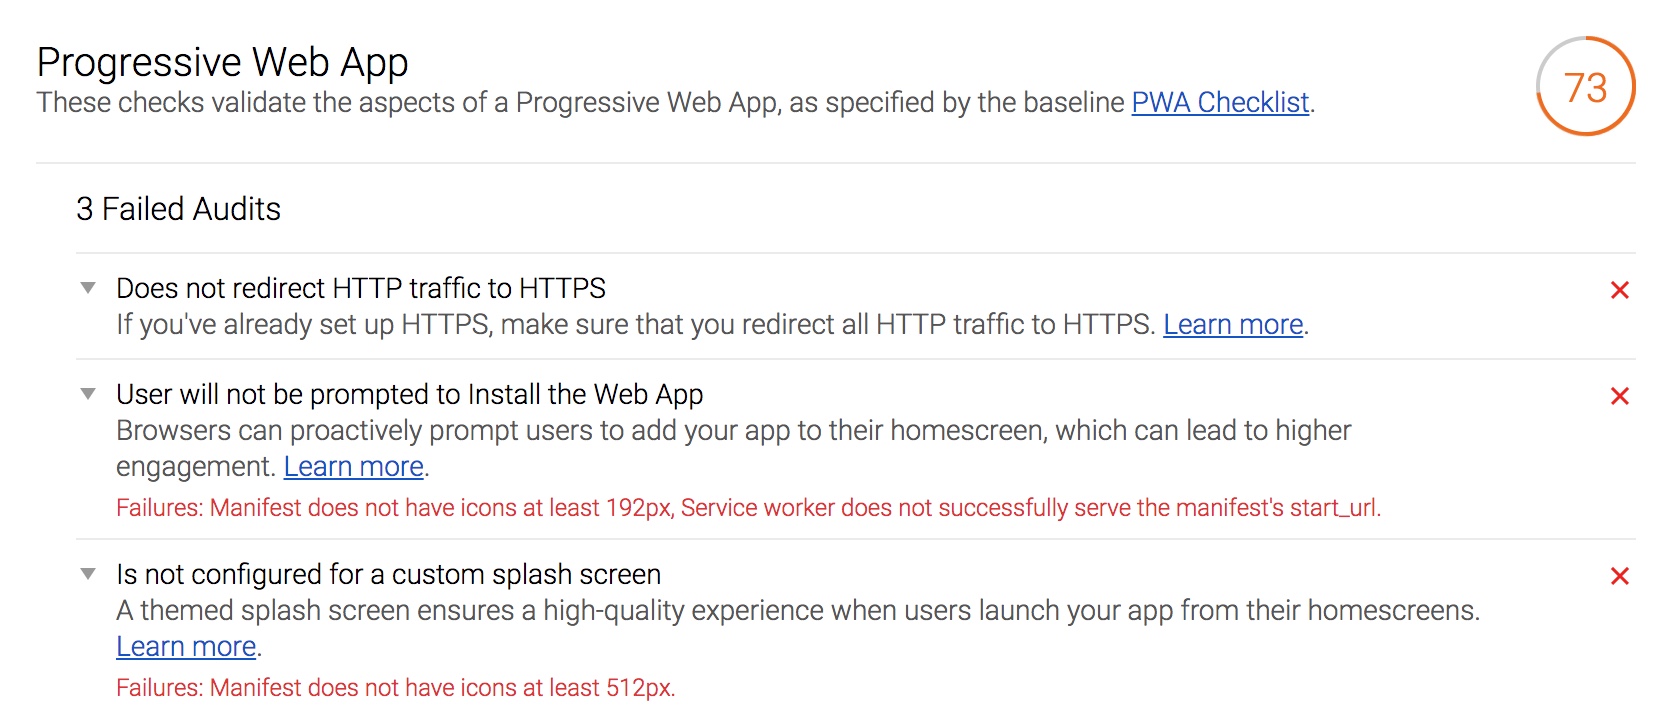 Progressive Web App
These checks validate the aspects of a Progressive Web App, as specified by the baseline PWA Checklist.
73
3 Failed Audits
Does not redirect HTTP traffic to HTTPS
If you've already set up HTTPS, make sure that you redirect all HTTP traffic to HTTPS. Learn more.
User will not be prompted to Install the Web App
Browsers can proactively prompt users to add your app to their homescreen, which can lead to higher
engagement. Learn more.
Failures: Manifest does not have icons at least 192px, Service worker does not successfully serve the manifest's start_url.
Is not configured for a custom splash screen
A themed splash screen ensures a high-quality experience when users launch your app from their homescreens.
Learn more.
Failures: Manifest does not have icons at least 512px.